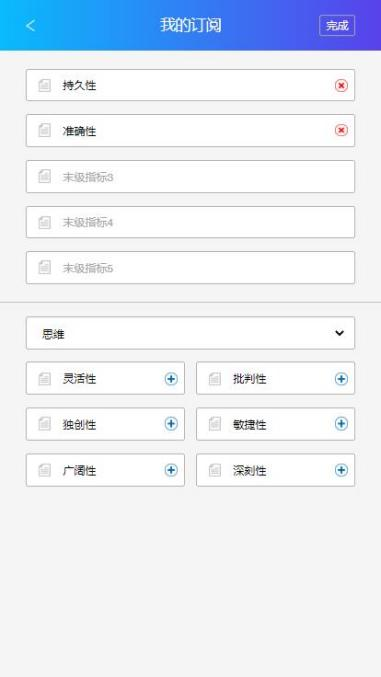 我的订阅 完成
持久性
准确性
末级指标3
末级指标4
末级指标5
思维
灵活性 批判性
独创性 敏捷性
广阔性 深刻性